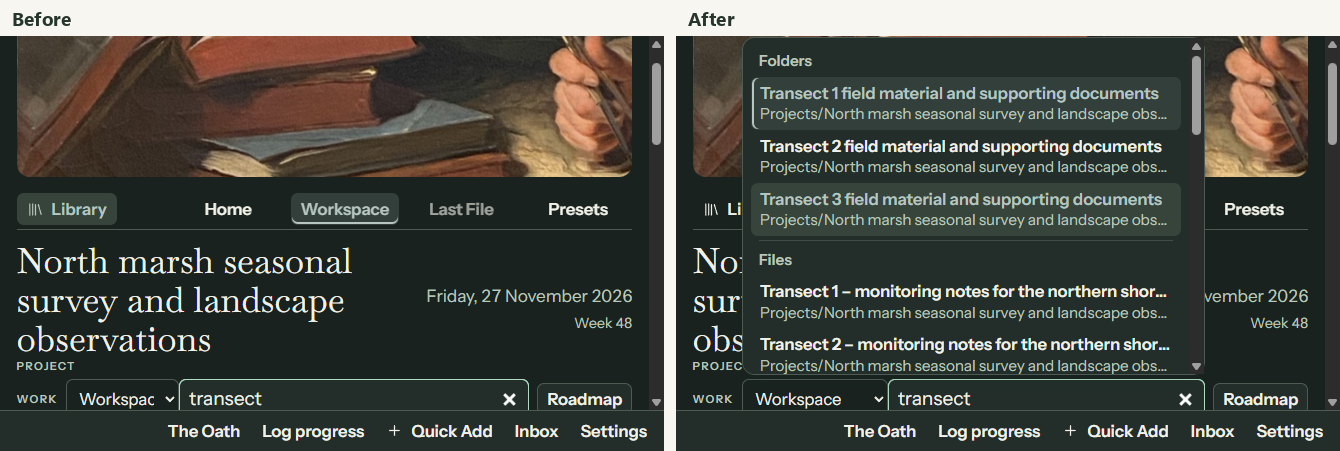 Before
Library
Home
Workspace
Last File
Presets
North marsh seasonal
survey and landscape
observations
Friday, 27 November 2026
Week 48
PROJECT
WORK
Workspac
transect
Roadmap
The Oath
Log progress
+ Quick Add
Inbox
Settings
After
Folders
Transect 1 field material and supporting documents
Projects/North marsh seasonal survey and landscape obs...
Transect 2 field material and supporting documents
Projects/North marsh seasonal survey and landscape obs...
Transect 3 field material and supporting documents
Projects/North marsh seasonal survey and landscape obs...
Files
Transect 1 – monitoring notes for the northern shor...
Projects/North marsh seasonal survey and landscape obs...
Transect 2 – monitoring notes for the northern shor...
Projects/North marsh seasonal survey and landscape obs...
Li
Presets
Nor
surv
obs
vember 2026
Week 48
PROJEC
WORK
Workspace
transect
Roadmap
The Oath
Log progress
+ Quick Add
Inbox
Settings